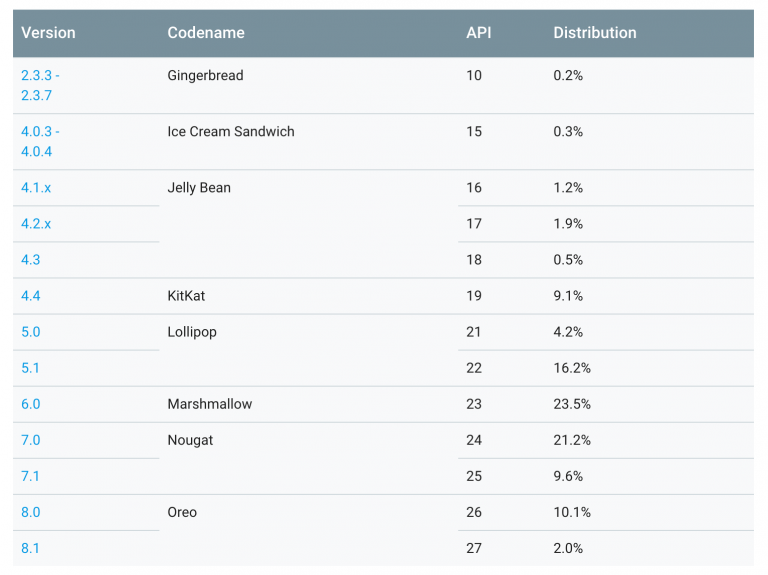 Version Codename API Distribution
2.3.3 - Gingerbread 10 0.2%
2.3.7
4.0.3 - Ice Cream Sandwich 15 0.3%
4.0.4
4.1.x Jelly Bean 16 1.2%
4.2.x 17 1.9%
4.3 18 0.5%
4.4 KitKat 19 9.1%
5.0 Lollipop 21 4.2%
5.1 22 16.2%
6.0 Marshmallow 23 23.5%
7.0 Nougat 24 21.2%
7.1 25 9.6%
8.0 Oreo 26 10.1%
8.1 27 2.0%